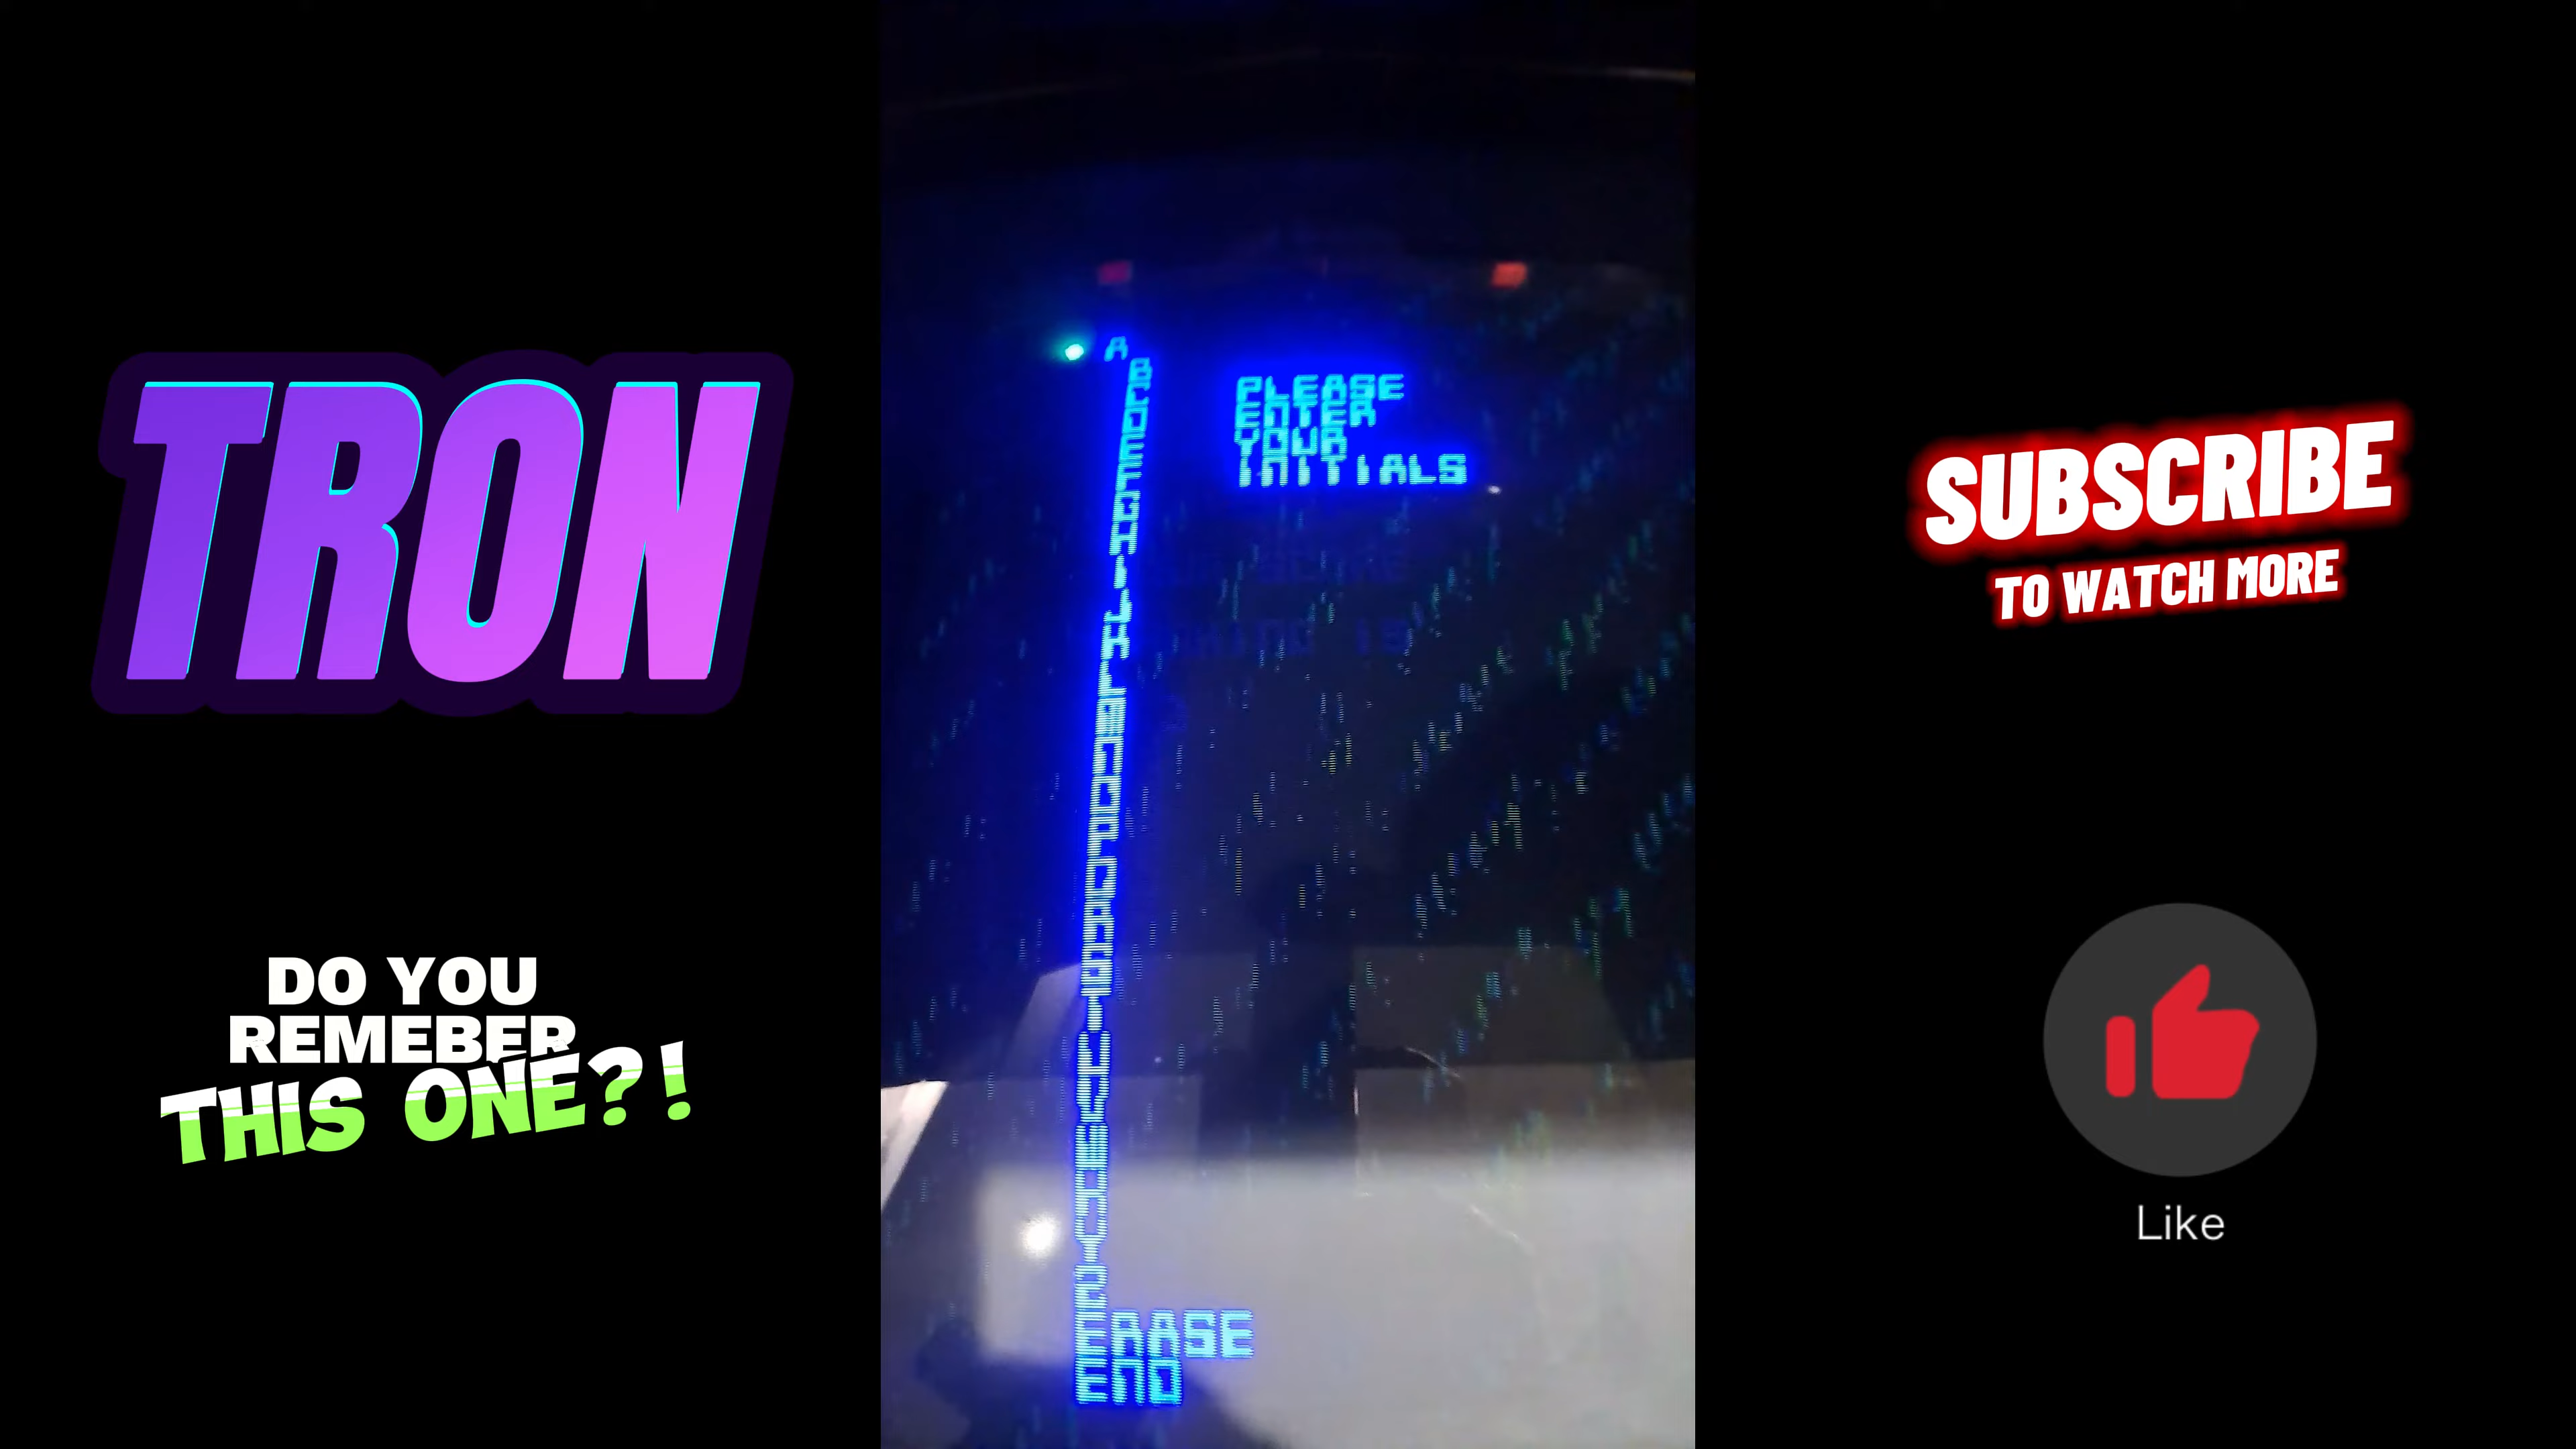 TRON
DO YOU
REMEBER
THIS ONE?!
A
B
C
D
E
F
G
H
I
J
K
L
M
N
O
P
Q
R
S
T
U
V
W
X
Y
Z
ERASE
END
PLEASE
ENTER
YOUR
INITIALS
SUBSCRIBE
TO WATCH MORE
Like